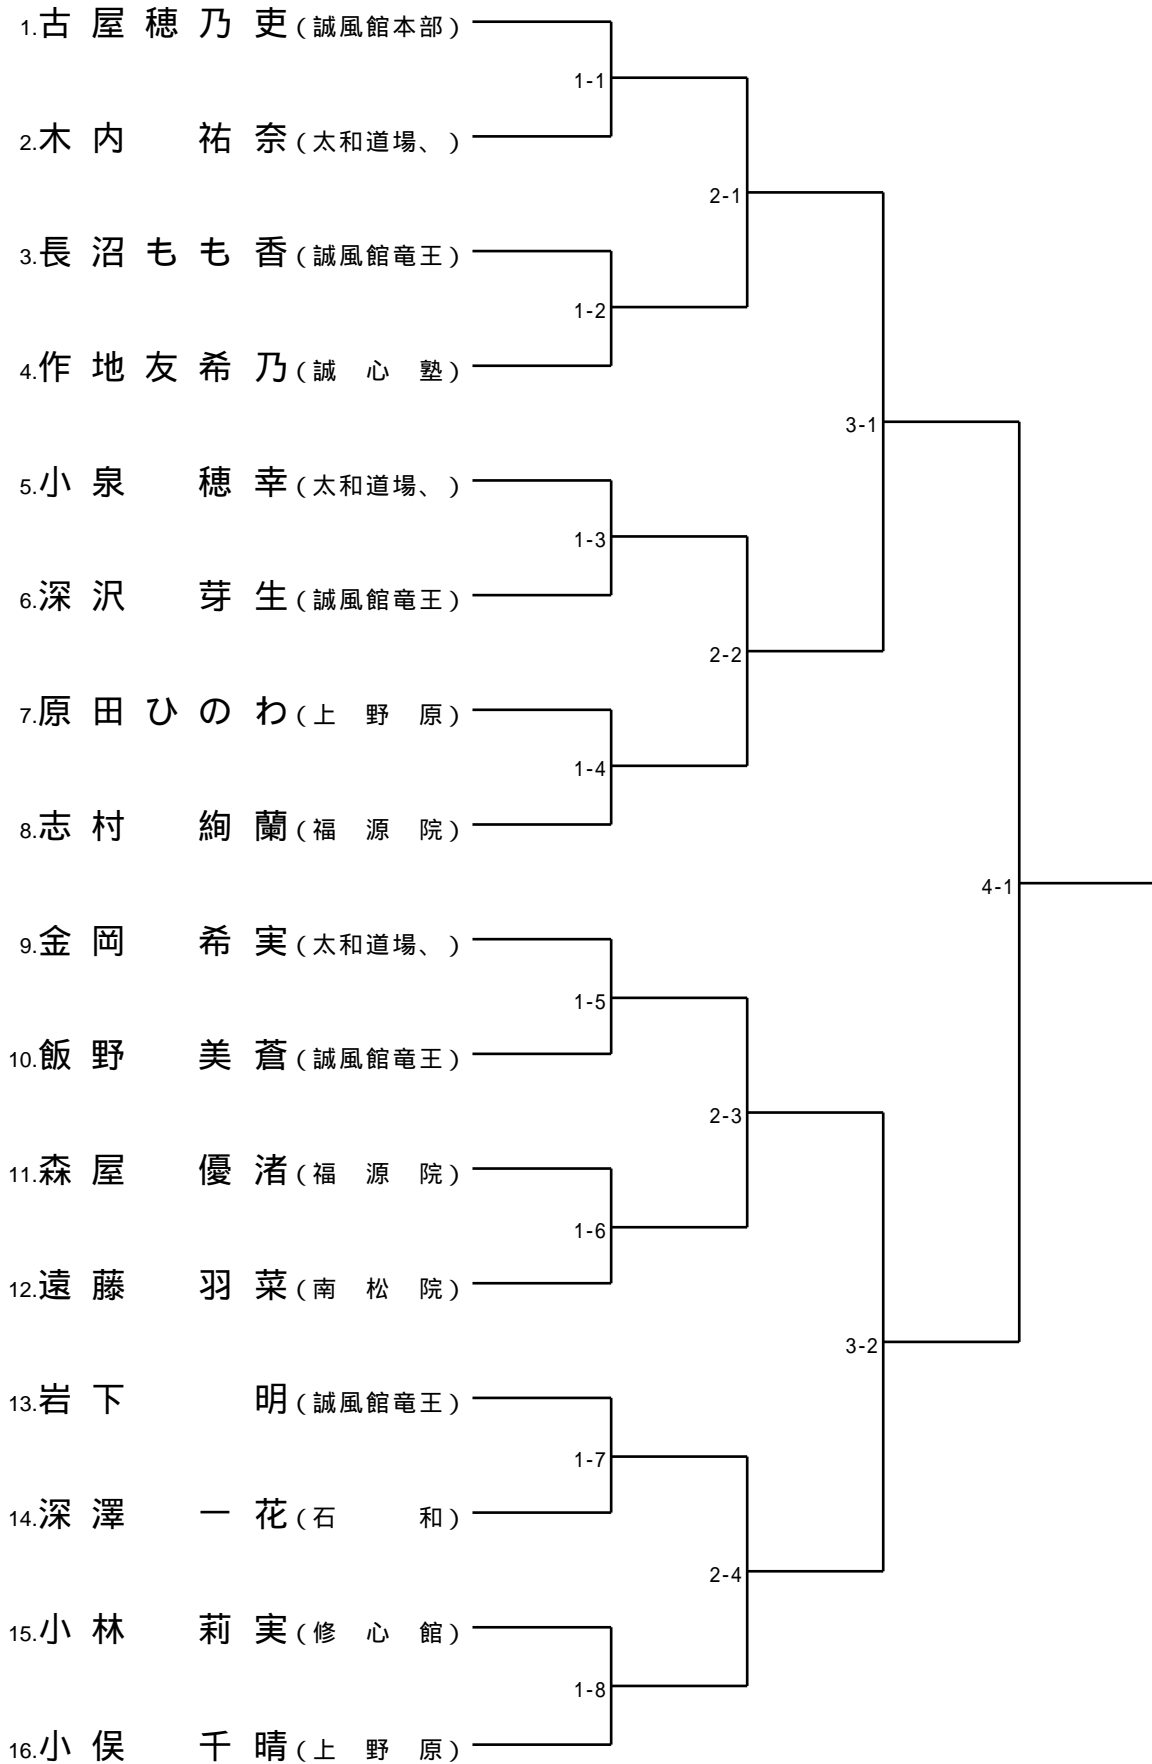 1.古屋穂乃吏(誠風館本部)
1-1
2.木内 祐奈(太和道場、)
2-1
3.長沼もも香(誠風館竜王)
1-2
4.作地友希乃(誠心塾)
3-1
5.小泉 穂幸(太和道場、)
1-3
6.深沢 芽生(誠風館竜王)
2-2
7.原田ひのわ(上野原)
1-4
8.志村 絢蘭(福源院)
4-1
9.金岡 希実(太和道場、)
1-5
10.飯野 美蒼(誠風館竜王)
2-3
11.森屋 優渚(福源院)
1-6
12.遠藤 羽菜(南松院)
3-2
13.岩下 明(誠風館竜王)
1-7
14.深澤 一花(石和)
2-4
15.小林 莉実(修心館)
1-8
16.小俣 千晴(上野原)